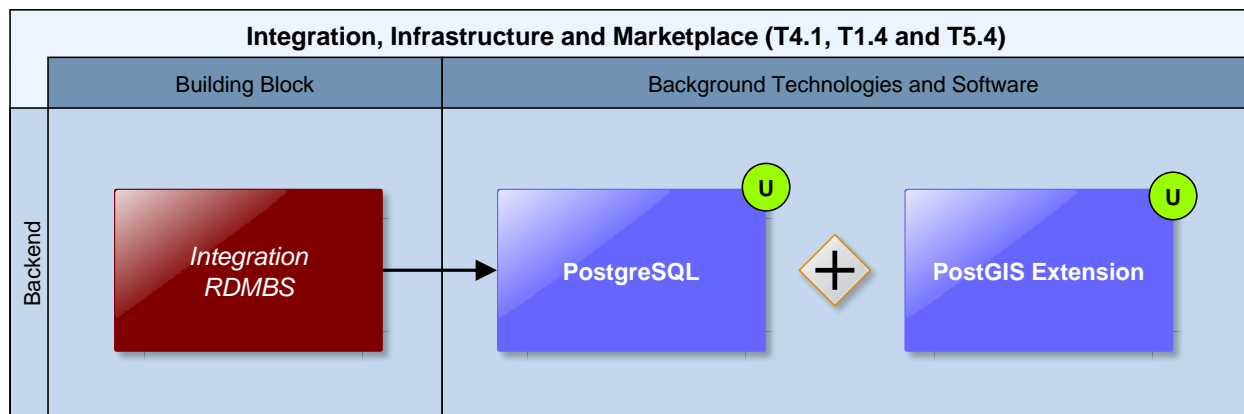 Integration, Infrastructure and Marketplace (T4.1, T1.4 and T5.4)
Building Block
Background Technologies and Software
Backend
Integration
RDMBS
PostgreSQL
U
PostGIS Extension
U